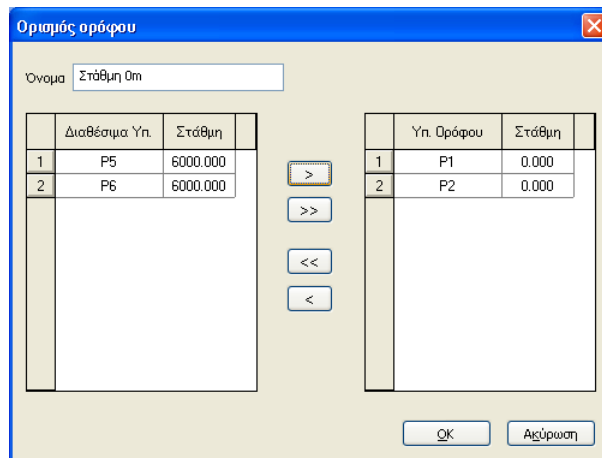 Ορισμός ορόφου
Όνομα Στάθμη 0m
Διαθέσιμα Υπ. Στάθμη
1 P5 6000.000
2 P6 6000.000
>
>>
<<
<
Υπ. Ορόφου Στάθμη
1 P1 0.000
2 P2 0.000
OK Ακύρωση